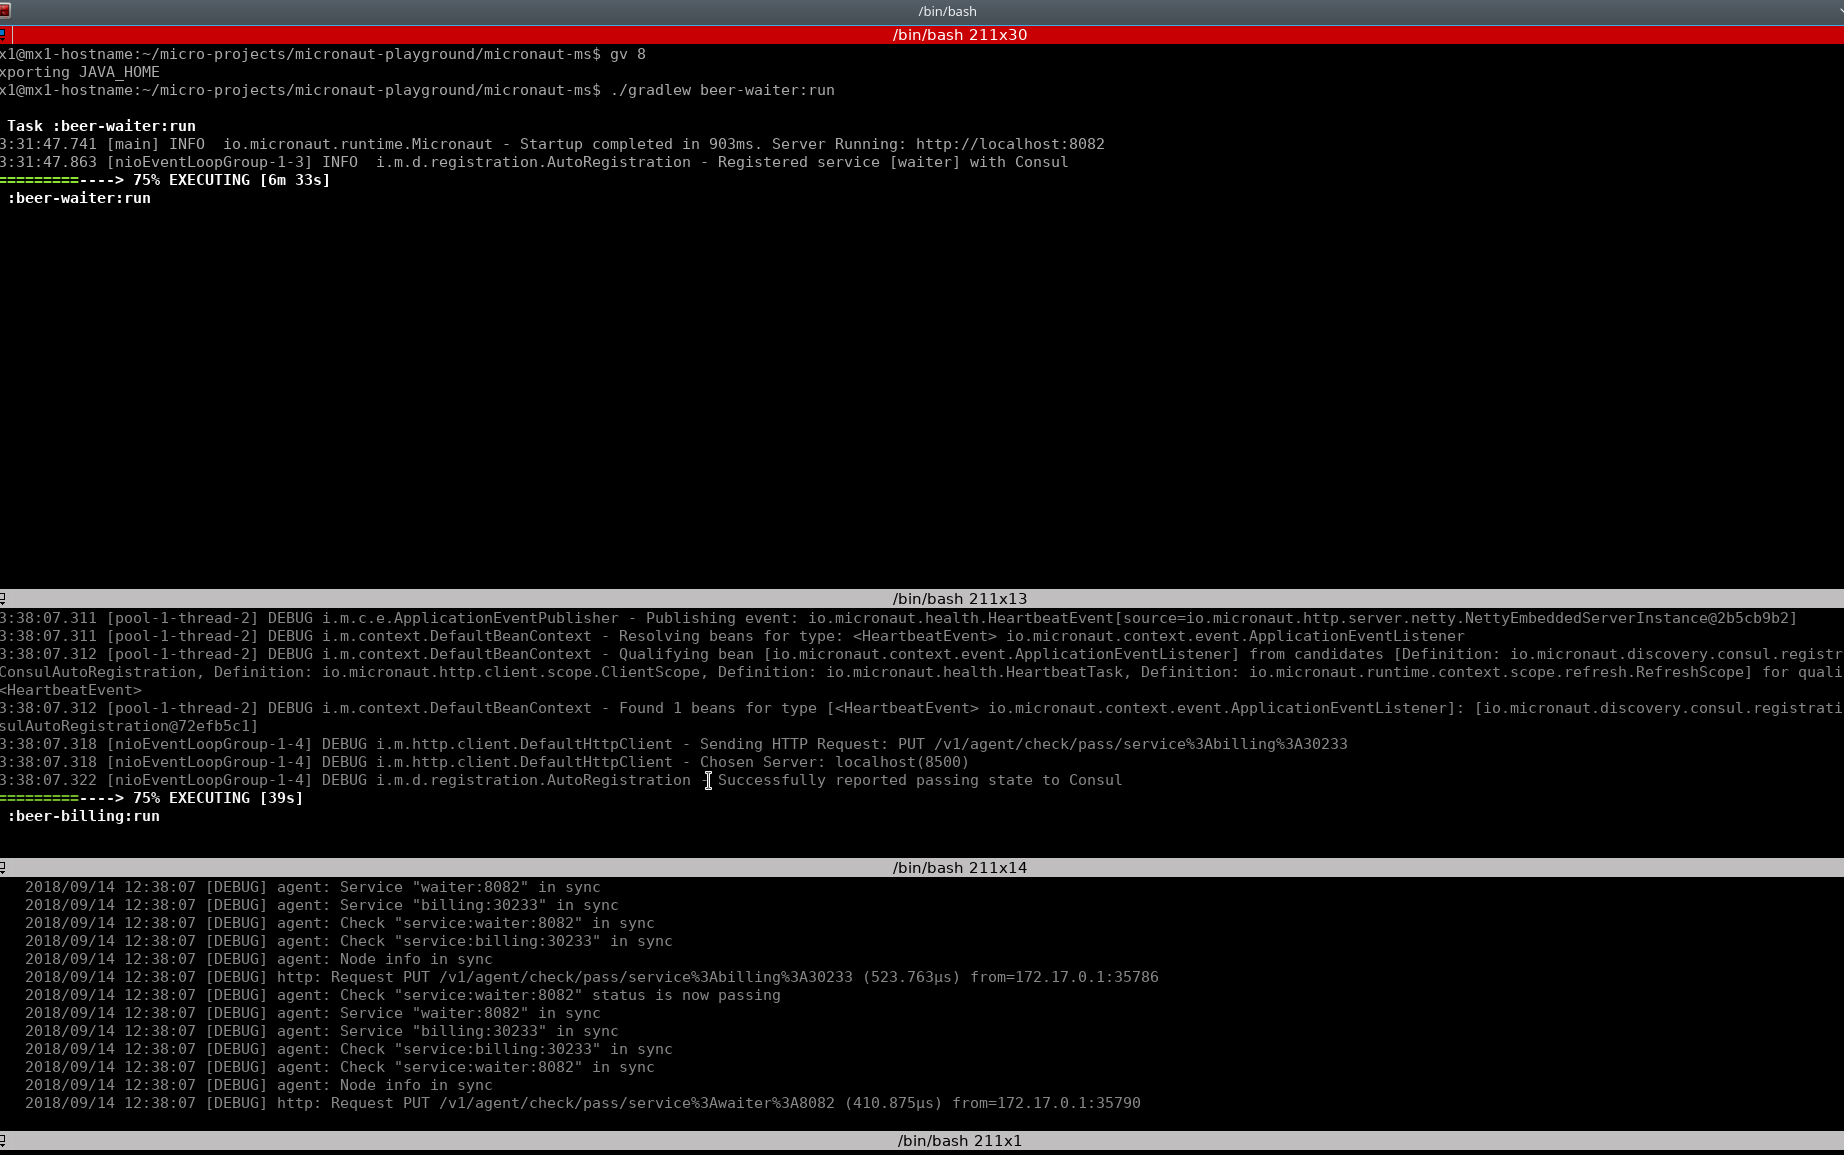 /bin/bash
/bin/bash 211x30
x1@mx1-hostname:~/micro-projects/micronaut-playground/micronaut-ms$ gv 8
xporting JAVA_HOME
x1@mx1-hostname:~/micro-projects/micronaut-playground/micronaut-ms$ ./gradlew beer-waiter:run
Task :beer-waiter:run
3:31:47.741 [main] INFO  io.micronaut.runtime.Micronaut - Startup completed in 903ms. Server Running: http://localhost:8082
3:31:47.863 [nioEventLoopGroup-1-3] INFO  i.m.d.registration.AutoRegistration - Registered service [waiter] with Consul
=========----> 75% EXECUTING [6m 33s]
:beer-waiter:run
/bin/bash 211x13
3:38:07.311 [pool-1-thread-2] DEBUG i.m.c.e.ApplicationEventPublisher - Publishing event: io.micronaut.health.HeartbeatEvent[source=io.micronaut.http.server.netty.NettyEmbeddedServerInstance@2b5cb9b2]
3:38:07.311 [pool-1-thread-2] DEBUG i.m.context.DefaultBeanContext - Resolving beans for type: <HeartbeatEvent> io.micronaut.context.event.ApplicationEventListener
3:38:07.312 [pool-1-thread-2] DEBUG i.m.context.DefaultBeanContext - Qualifying bean [io.micronaut.context.event.ApplicationEventListener] from candidates [Definition: io.micronaut.discovery.consul.registr
ConsulAutoRegistration, Definition: io.micronaut.http.client.scope.ClientScope, Definition: io.micronaut.health.HeartbeatTask, Definition: io.micronaut.runtime.context.scope.refresh.RefreshScope] for quali
<HeartbeatEvent>
3:38:07.312 [pool-1-thread-2] DEBUG i.m.context.DefaultBeanContext - Found 1 beans for type [<HeartbeatEvent> io.micronaut.context.event.ApplicationEventListener]: [io.micronaut.discovery.consul.registrati
sulAutoRegistration@72efb5c1]
3:38:07.318 [nioEventLoopGroup-1-4] DEBUG i.m.http.client.DefaultHttpClient - Sending HTTP Request: PUT /v1/agent/check/pass/service%3Abilling%3A30233
3:38:07.318 [nioEventLoopGroup-1-4] DEBUG i.m.http.client.DefaultHttpClient - Chosen Server: localhost(8500)
3:38:07.322 [nioEventLoopGroup-1-4] DEBUG i.m.d.registration.AutoRegistration - Successfully reported passing state to Consul
=========----> 75% EXECUTING [39s]
:beer-billing:run
/bin/bash 211x14
2018/09/14 12:38:07 [DEBUG] agent: Service "waiter:8082" in sync
2018/09/14 12:38:07 [DEBUG] agent: Service "billing:30233" in sync
2018/09/14 12:38:07 [DEBUG] agent: Check "service:waiter:8082" in sync
2018/09/14 12:38:07 [DEBUG] agent: Check "service:billing:30233" in sync
2018/09/14 12:38:07 [DEBUG] agent: Node info in sync
2018/09/14 12:38:07 [DEBUG] http: Request PUT /v1/agent/check/pass/service%3Abilling%3A30233 (523.763µs) from=172.17.0.1:35786
2018/09/14 12:38:07 [DEBUG] agent: Check "service:waiter:8082" status is now passing
2018/09/14 12:38:07 [DEBUG] agent: Service "waiter:8082" in sync
2018/09/14 12:38:07 [DEBUG] agent: Service "billing:30233" in sync
2018/09/14 12:38:07 [DEBUG] agent: Check "service:billing:30233" in sync
2018/09/14 12:38:07 [DEBUG] agent: Check "service:waiter:8082" in sync
2018/09/14 12:38:07 [DEBUG] agent: Node info in sync
2018/09/14 12:38:07 [DEBUG] http: Request PUT /v1/agent/check/pass/service%3Awaiter%3A8082 (410.875µs) from=172.17.0.1:35790
/bin/bash 211x1